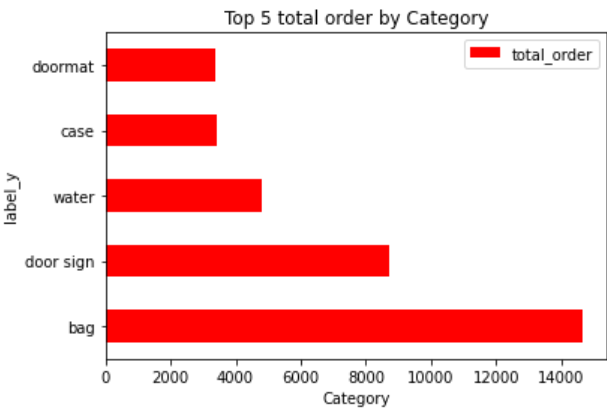 Top 5 total order by Category
total_order
doormat
case
water
door sign
bag
label_y
0 2000 4000 6000 8000 10000 12000 14000
Category